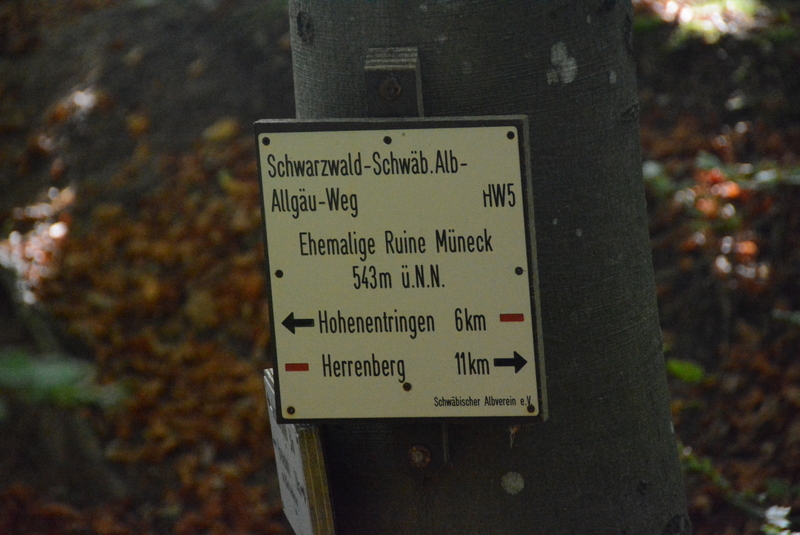 Schwarzwald-Schwäb.Alb-
Allgäu-Weg HW5
Ehemalige Ruine Müneck
543m ü.N.N.
Hohenentringen 6km
Herrenberg 11km
Schwäbischer Albverein e.V.